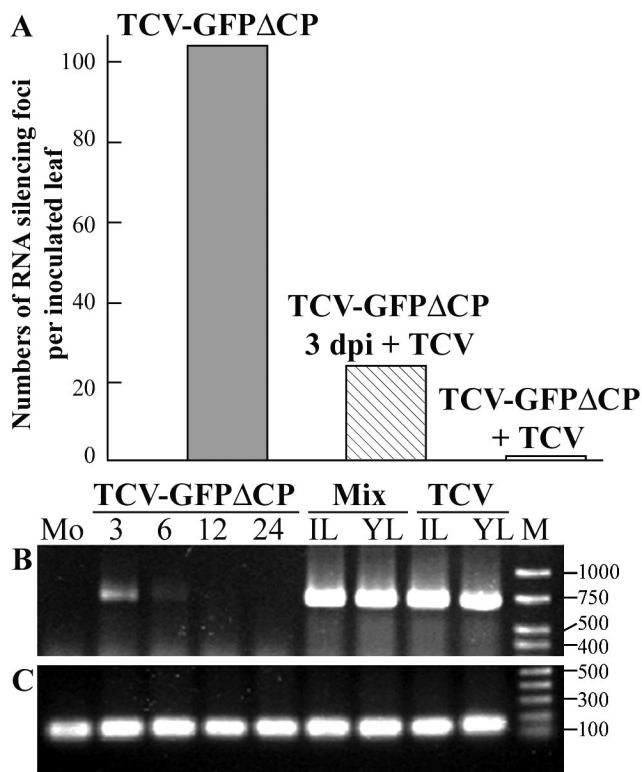 A
TCV-GFPΔCP
Numbers of RNA silencing foci
per inoculated leaf
100
80
60
40
20
0
TCV-GFPΔCP
3 dpi + TCV
TCV-GFPΔCP
+ TCV
TCV-GFPΔCP Mix TCV
Mo 3 6 12 24 IL YL IL YL M
B
1000
750
500
400
C
500
300
100